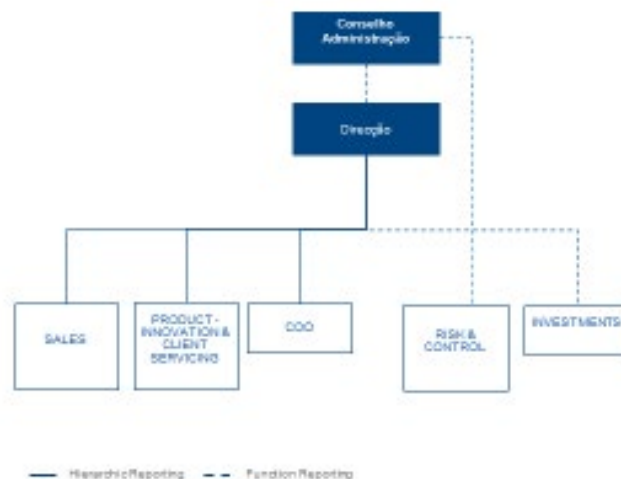 Conselho
Administração
Direcção
SALES
PRODUCT -
INNOVATION &
CLIENT
SERVICING
COO
RISK &
CONTROL
INVESTMENTS
Hierarchic Reporting
Function Reporting